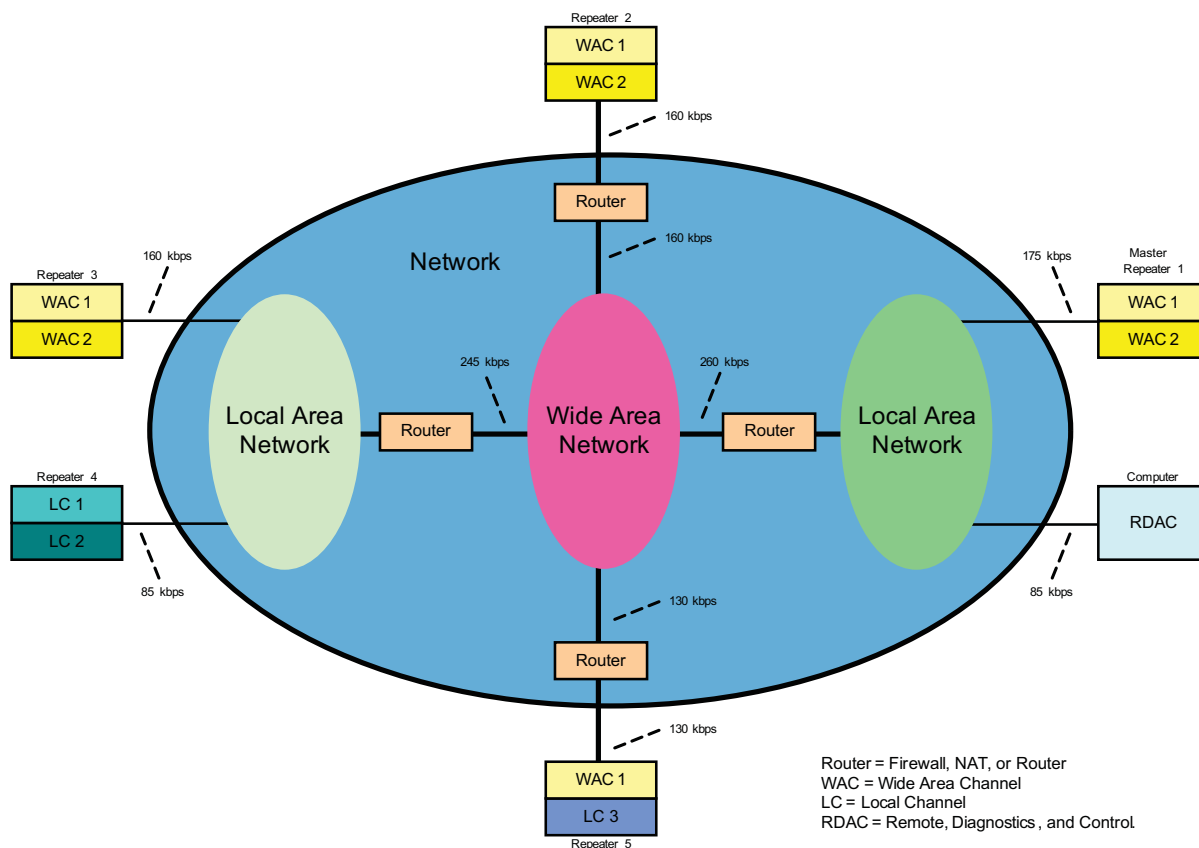 Repeater 2
WAC 1
WAC 2
160 kbps
Router
160 kbps
Network
160 kbps
Repeater 3
WAC 1
WAC 2
175 kbps
Master
Repeater 1
WAC 1
WAC 2
245 kbps
260 kbps
Local Area
Network
Router
Wide Area
Network
Router
Local Area
Network
Repeater 4
LC 1
LC 2
85 kbps
Computer
RDAC
85 kbps
130 kbps
Router
130 kbps
WAC 1
LC 3
Repeater 5
Router = Firewall, NAT, or Router
WAC = Wide Area Channel
LC = Local Channel
RDAC = Remote, Diagnostics, and Control.